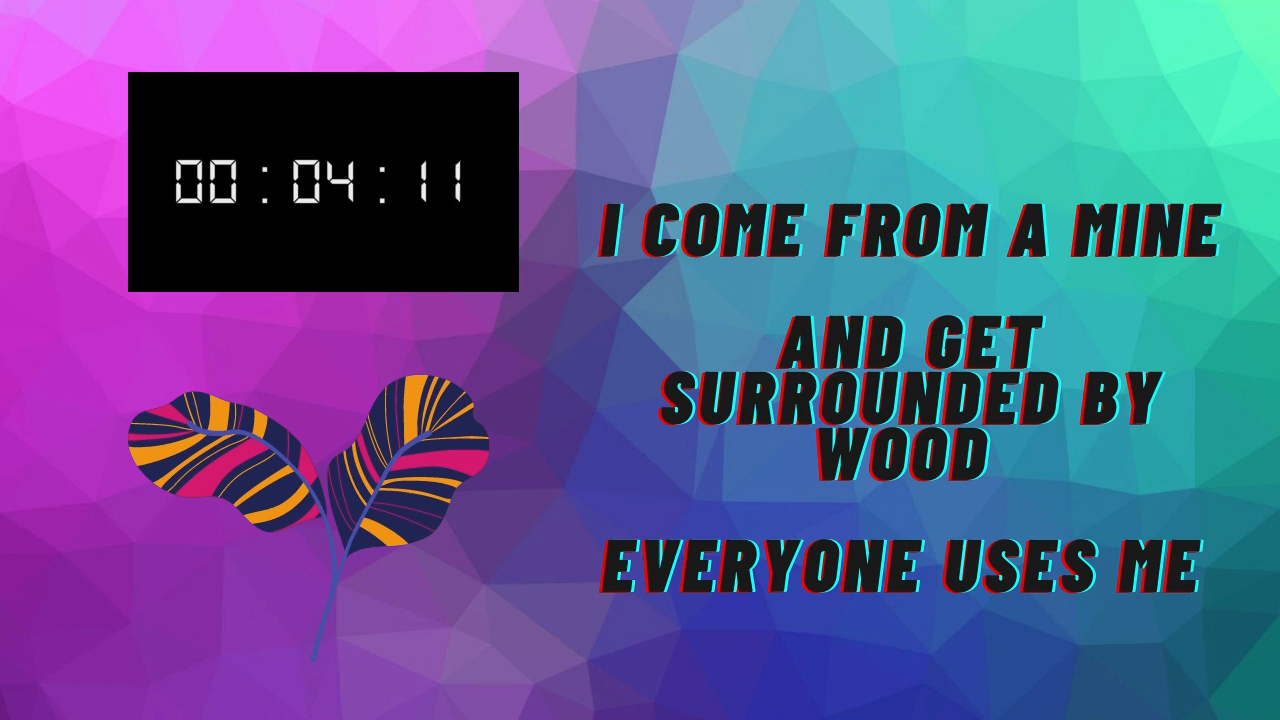 00:04:11
I COME FROM A MINE
AND GET
SURROUNDED BY
WOOD
EVERYONE USES ME